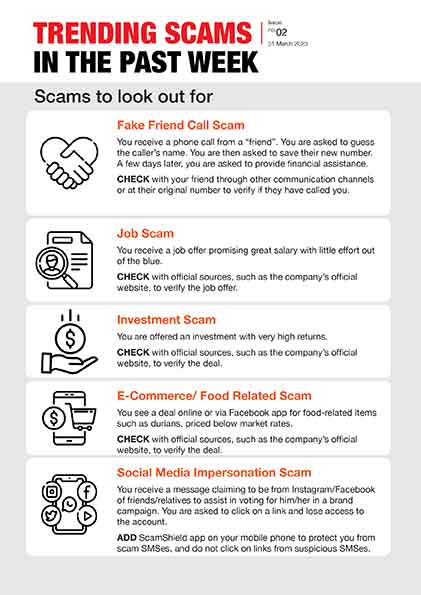 TRENDING SCAMS
IN THE PAST WEEK
Issue
no 02
31 March 2023
Scams to look out for
Fake Friend Call Scam
You receive a phone call from a “friend”. You are asked to guess
the caller’s name. You are then asked to save their new number.
A few days later, you are asked to provide financial assistance.
CHECK with your friend through other communication channels
or at their original number to verify if they have called you.
Job Scam
You receive a job offer promising great salary with little effort out
of the blue.
CHECK with official sources, such as the company’s official
website, to verify the job offer.
Investment Scam
You are offered an investment with very high returns.
CHECK with official sources, such as the company’s official
website, to verify the deal.
E-Commerce/ Food Related Scam
You see a deal online or via Facebook app for food-related items
such as durians, priced below market rates.
CHECK with official sources, such as the company’s official
website, to verify the deal.
Social Media Impersonation Scam
You receive a message claiming to be from Instagram/Facebook
of friends/relatives to assist in voting for him/her in a brand
campaign. You are asked to click on a link and lose access to
the account.
ADD ScamShield app on your mobile phone to protect you from
scam SMSes, and do not click on links from suspicious SMSes.